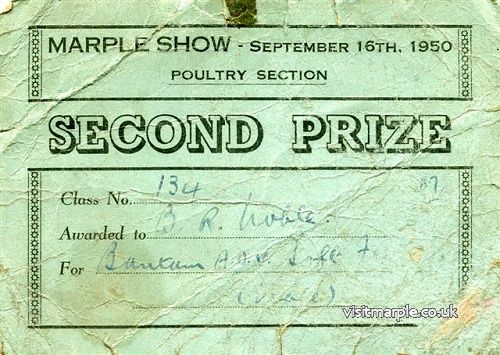 MARPLE SHOW - SEPTEMBER 16TH, 1950
POULTRY SECTION
SECOND PRIZE
Class No. 134
Awarded to B R. Noble.
For Bantam
visitmarple.co.uk